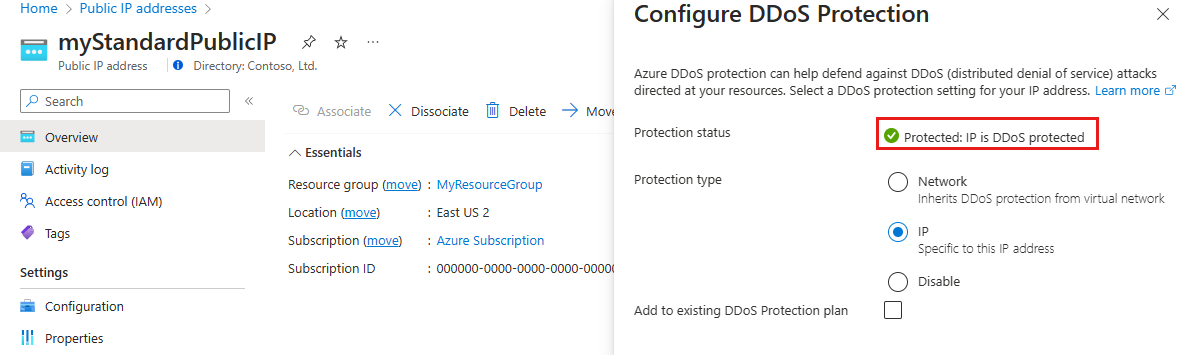 Home > Public IP addresses >
myStandardPublicIP
Public IP address
Directory: Contoso, Ltd.
Search
Overview
Activity log
Access control (IAM)
Tags
Settings
Configuration
Properties
Associate
Dissociate
Delete
Move
Essentials
Resource group (move) : MyResourceGroup
Location (move) : East US 2
Subscription (move) : Azure Subscription
Subscription ID : 000000-0000-0000-0000-00000
Configure DDoS Protection
Azure DDoS protection can help defend against DDoS (distributed denial of service) attacks
directed at your resources. Select a DDoS protection setting for your IP address. Learn more
Protection status
Protected: IP is DDoS protected
Protection type
Network
Inherits DDoS protection from virtual network
IP
Specific to this IP address
Disable
Add to existing DDoS Protection plan